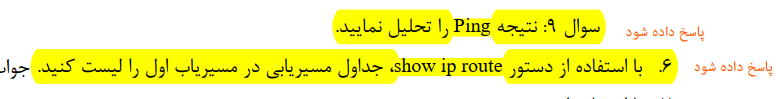 سوال ۹: نتیجه Ping را تحلیل نمایید. پاسخ داده شود
۶. با استفاده از دستور show ip route، جداول مسیریابی در مسیریاب اول را لیست کنید. جواب پاسخ داده شود